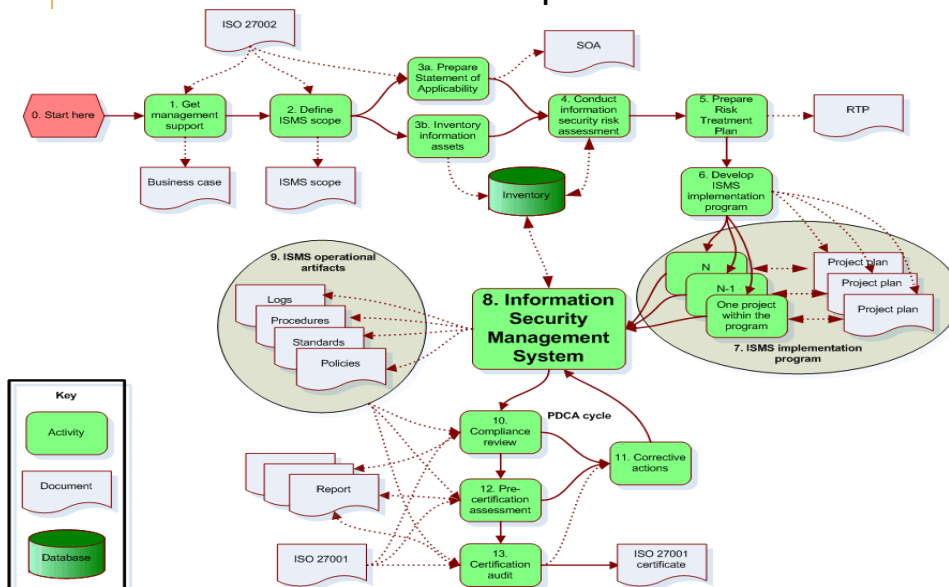 ISO 27002
SOA
0. Start here
1. Get
management
support
2. Define
ISMS scope
3a. Prepare
Statement of
Applicability
3b. Inventory
information
assets
4. Conduct
information
security risk
assessment
5. Prepare
Risk
Treatment
Plan
RTP
Business case
ISMS scope
Inventory
6. Develop
ISMS
implementation
program
9. ISMS operational
artifacts
Logs
Procedures
Standards
Policies
8. Information
Security
Management
System
N
N-1
One project
within the
program
Project plan
Project plan
Project plan
7. ISMS implementation
program
Key
Activity
Document
Database
PDCA cycle
10.
Compliance
review
11. Corrective
actions
Report
12. Pre-
certification
assessment
ISO 27001
13.
Certification
audit
ISO 27001
certificate